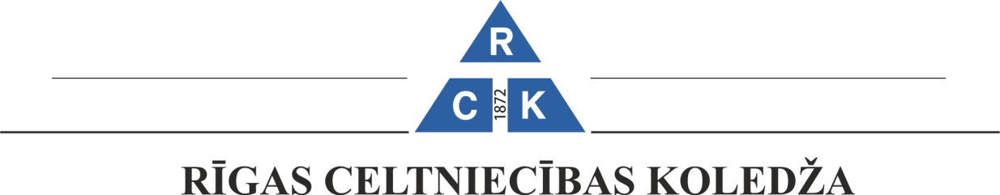 R
C 1872 K
RĪGAS CELTNIECĪBAS KOLEDŽA